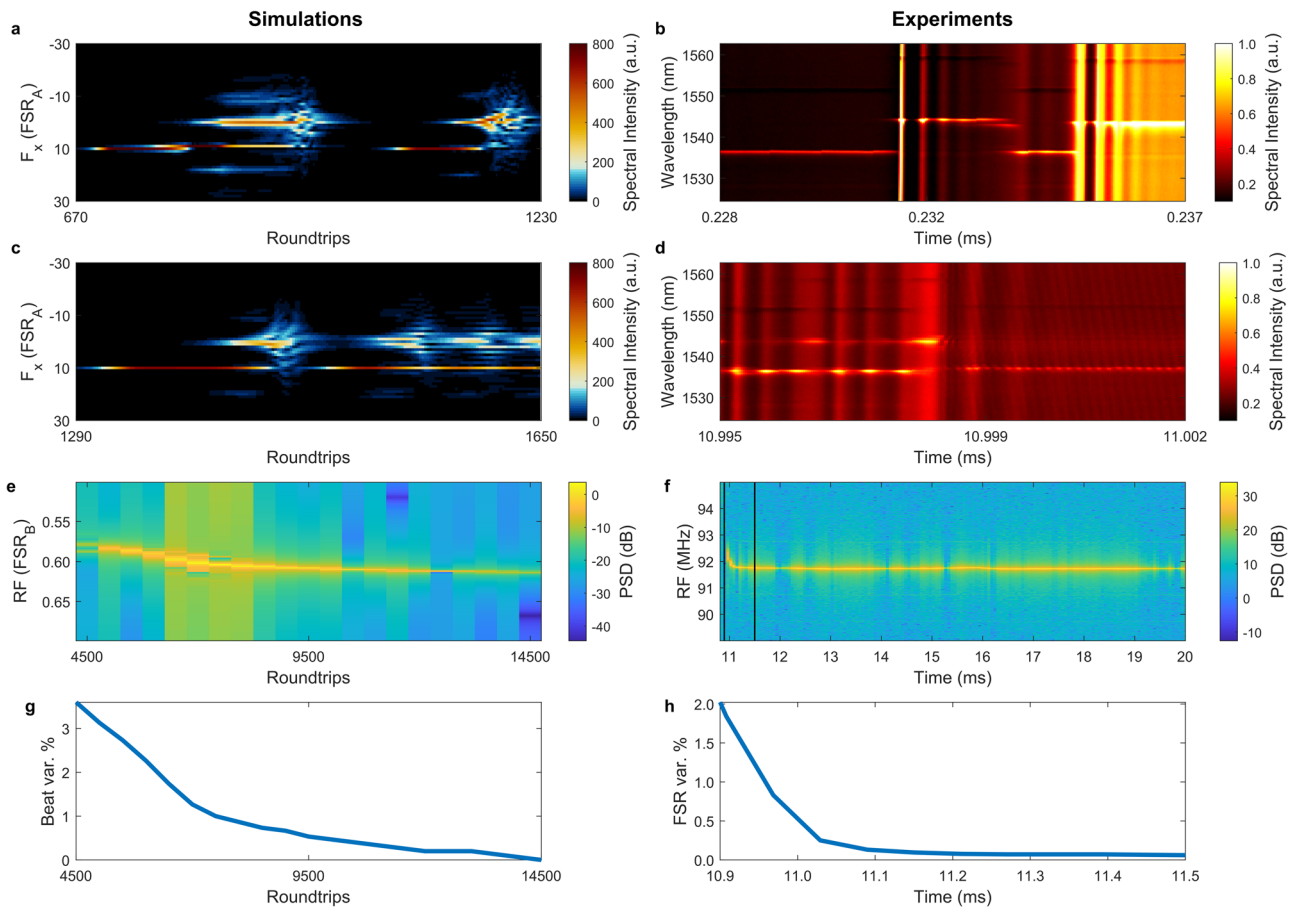 Simulations
Experiments
a
-30
-10
10
30
F_x (FSR_A)
670
1230
Roundtrips
800
600
400
200
0
Spectral Intensity (a.u.)
b
1560
1550
1540
1530
Wavelength (nm)
0.228
0.232
0.237
Time (ms)
1.0
0.8
0.6
0.4
0.2
Spectral Intensity (a.u.)
c
-30
-10
10
30
F_x (FSR_A)
1290
1650
Roundtrips
800
600
400
200
0
Spectral Intensity (a.u.)
d
1560
1550
1540
1530
Wavelength (nm)
10.995
10.999
11.002
Time (ms)
1.0
0.8
0.6
0.4
0.2
Spectral Intensity (a.u.)
e
0.55
0.60
0.65
RF (FSR_B)
4500
9500
14500
Roundtrips
0
-10
-20
-30
-40
PSD (dB)
f
94
93
92
91
90
RF (MHz)
11 12 13 14 15 16 17 18 19 20
Time (ms)
30
20
10
0
-10
PSD (dB)
g
3
2
1
0
Beat var. %
4500
9500
14500
Roundtrips
h
2.0
1.5
1.0
0.5
0.0
FSR var. %
10.9 11.0 11.1 11.2 11.3 11.4 11.5
Time (ms)